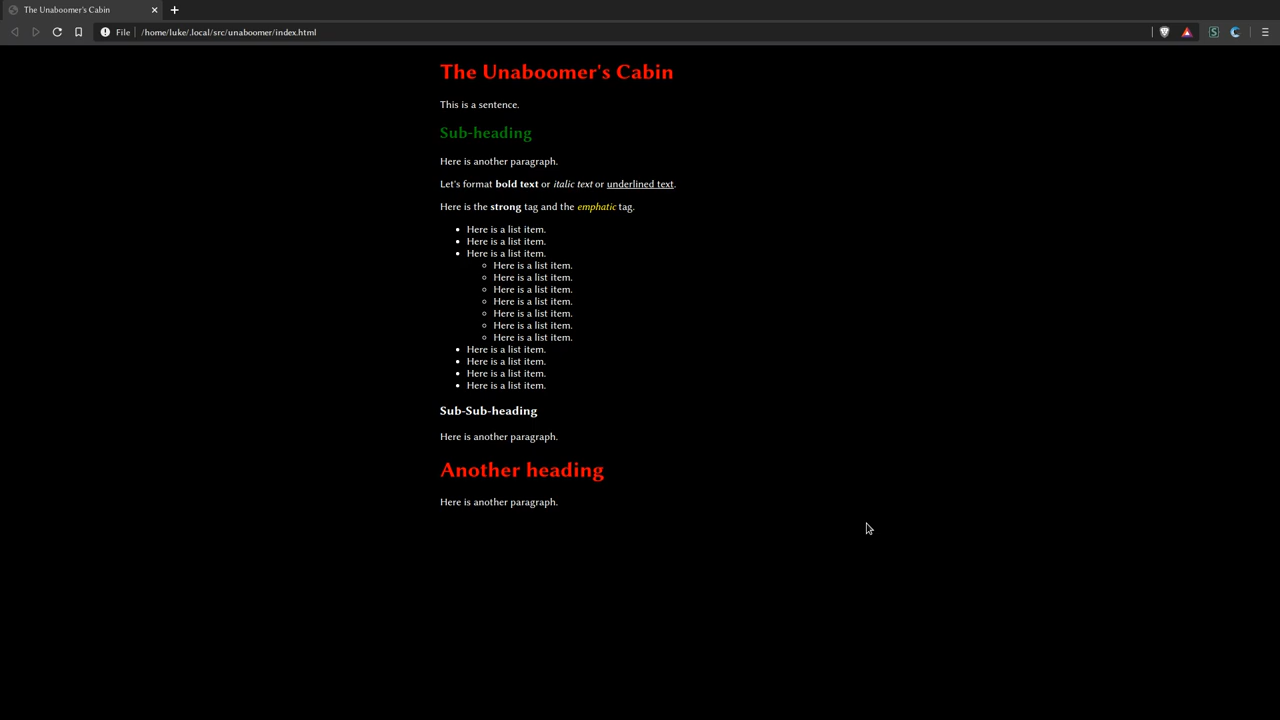 The Unaboomer's Cabin
File
/home/luke/.local/src/unaboomer/index.html
The Unaboomer's Cabin
This is a sentence.
Sub-heading
Here is another paragraph.
Let's format bold text or italic text or underlined text.
Here is the strong tag and the emphatic tag.
Here is a list item.
Here is a list item.
Here is a list item.
Here is a list item.
Here is a list item.
Here is a list item.
Here is a list item.
Here is a list item.
Here is a list item.
Here is a list item.
Here is a list item.
Here is a list item.
Here is a list item.
Here is a list item.
Sub-Sub-heading
Here is another paragraph.
Another heading
Here is another paragraph.